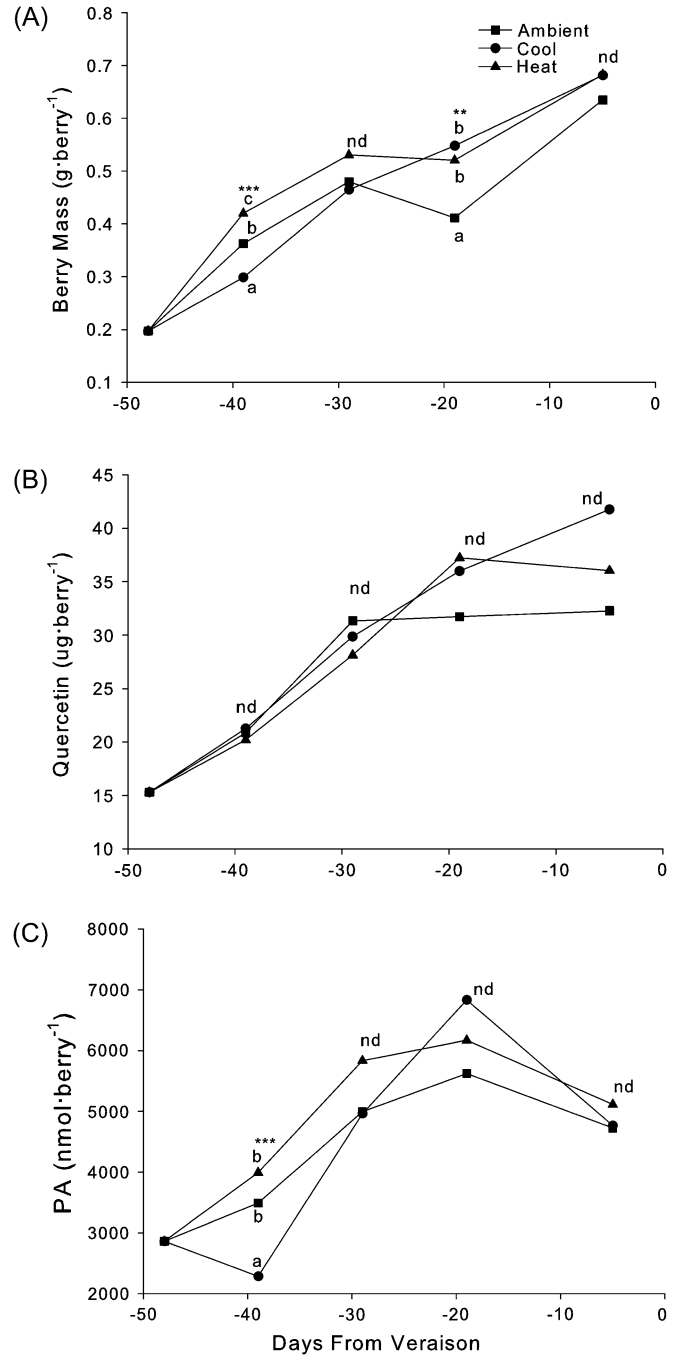 (A)
Ambient
Cool
Heat
nd
**
b
b
a
nd
***
c
b
a
0.8
0.7
0.6
0.5
0.4
0.3
0.2
0.1
Berry Mass (g·berry⁻¹)
-50 -40 -30 -20 -10 0
(B)
nd
nd
nd
nd
45
40
35
30
25
20
15
10
Quercetin (ug·berry⁻¹)
-50 -40 -30 -20 -10 0
(C)
nd
nd
nd
***
b
b
a
8000
7000
6000
5000
4000
3000
2000
PA (nmol·berry⁻¹)
-50 -40 -30 -20 -10 0
Days From Veraison